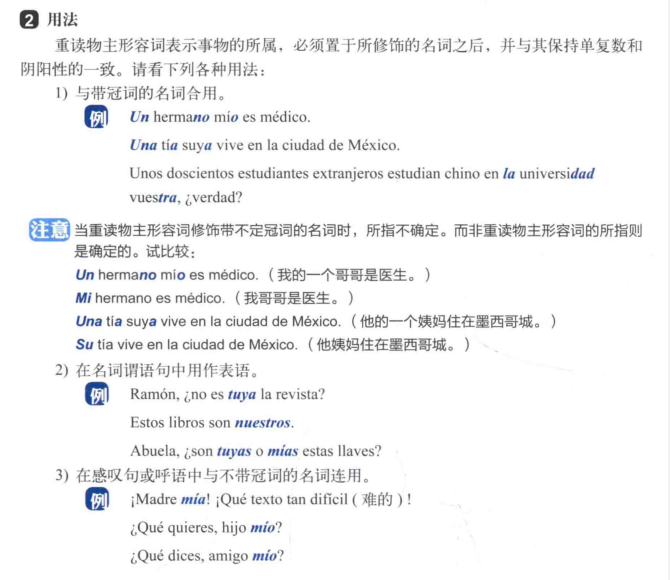 2 用法
重读物主形容词表示事物的所属，必须置于所修饰的名词之后，并与其保持单复数和
阴阳性的一致。请看下列各种用法：
1) 与带冠词的名词合用。
例 Un hermano mío es médico.
Una tía suya vive en la ciudad de México.
Unos doscientos estudiantes extranjeros estudian chino en la universidad
vuestra, ¿verdad?
注意 当重读物主形容词修饰带不定冠词的名词时，所指不确定。而非重读物主形容词的所指则
是确定的。试比较：
Un hermano mío es médico.（我的一个哥哥是医生。）
Mi hermano es médico.（我哥哥是医生。）
Una tía suya vive en la ciudad de México.（他的一个姨妈住在墨西哥城。）
Su tía vive en la ciudad de México.（他姨妈住在墨西哥城。）
2) 在名词谓语句中用作表语。
例 Ramón, ¿no es tuya la revista?
Estos libros son nuestros.
Abuela, ¿son tuyas o mías estas llaves?
3) 在感叹句或呼语中与不带冠词的名词连用。
例 ¡Madre mía! ¡Qué texto tan difícil ( 难的 ) !
¿Qué quieres, hijo mío?
¿Qué dices, amigo mío?